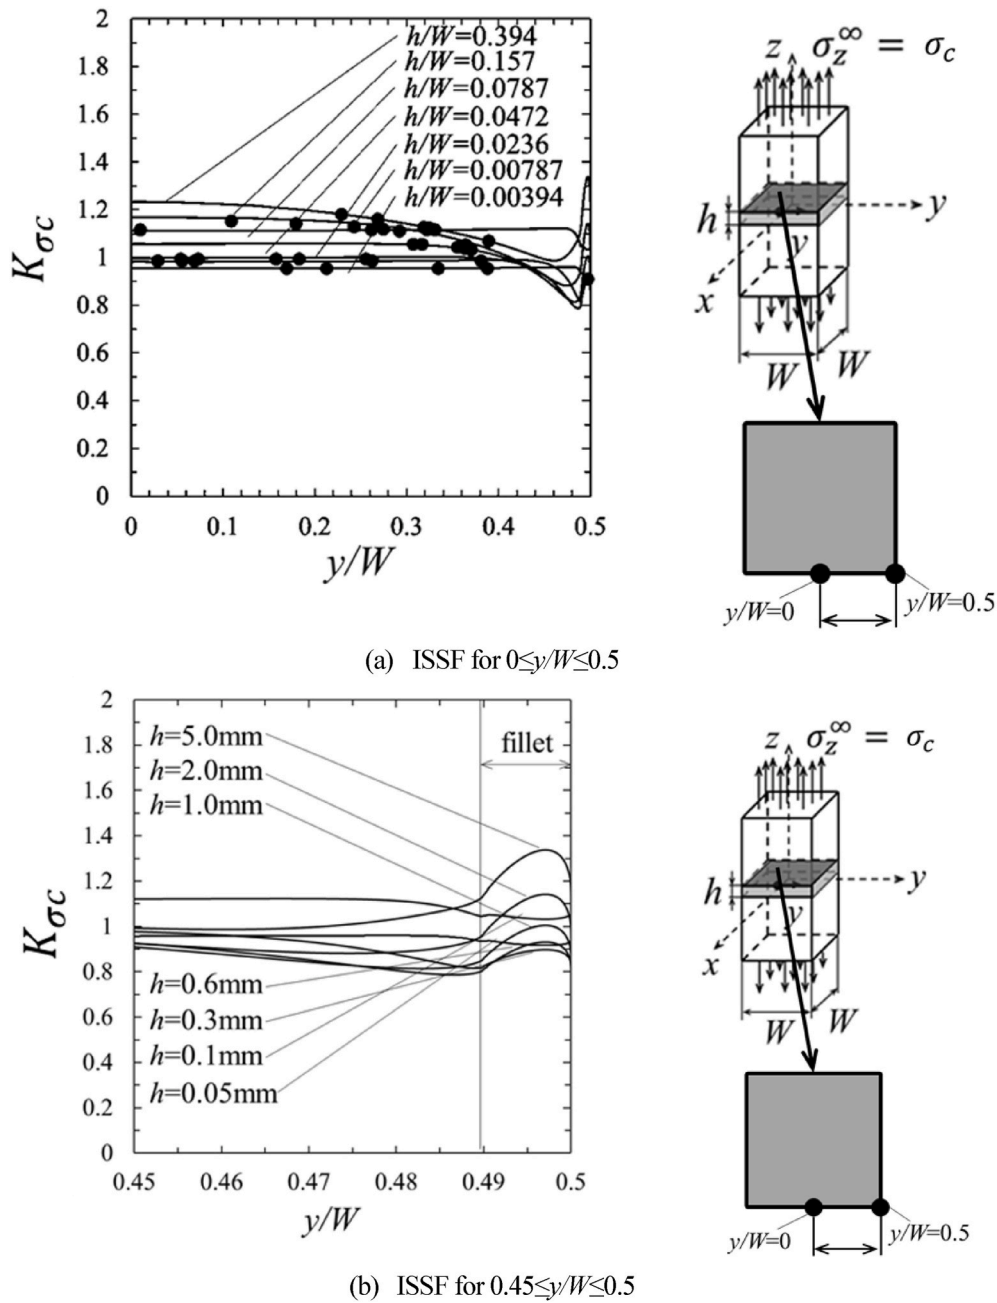 2
1.8
1.6
1.4
1.2
1
0.8
0.6
0.4
0.2
0
Kσc
h/W=0.394
h/W=0.157
h/W=0.0787
h/W=0.0472
h/W=0.0236
h/W=0.00787
h/W=0.00394
0 0.1 0.2 0.3 0.4 0.5
y/W
z σz∞ = σc
h
y
y
x
W
W
y/W=0
y/W=0.5
(a) ISSF for 0≤y/W≤0.5
2
1.8
1.6
1.4
1.2
1
0.8
0.6
0.4
0.2
0
Kσc
h=5.0mm
h=2.0mm
h=1.0mm
fillet
h=0.6mm
h=0.3mm
h=0.1mm
h=0.05mm
0.45 0.46 0.47 0.48 0.49 0.5
y/W
z σz∞ = σc
h
y
y
x
W
W
y/W=0
y/W=0.5
(b) ISSF for 0.45≤y/W≤0.5